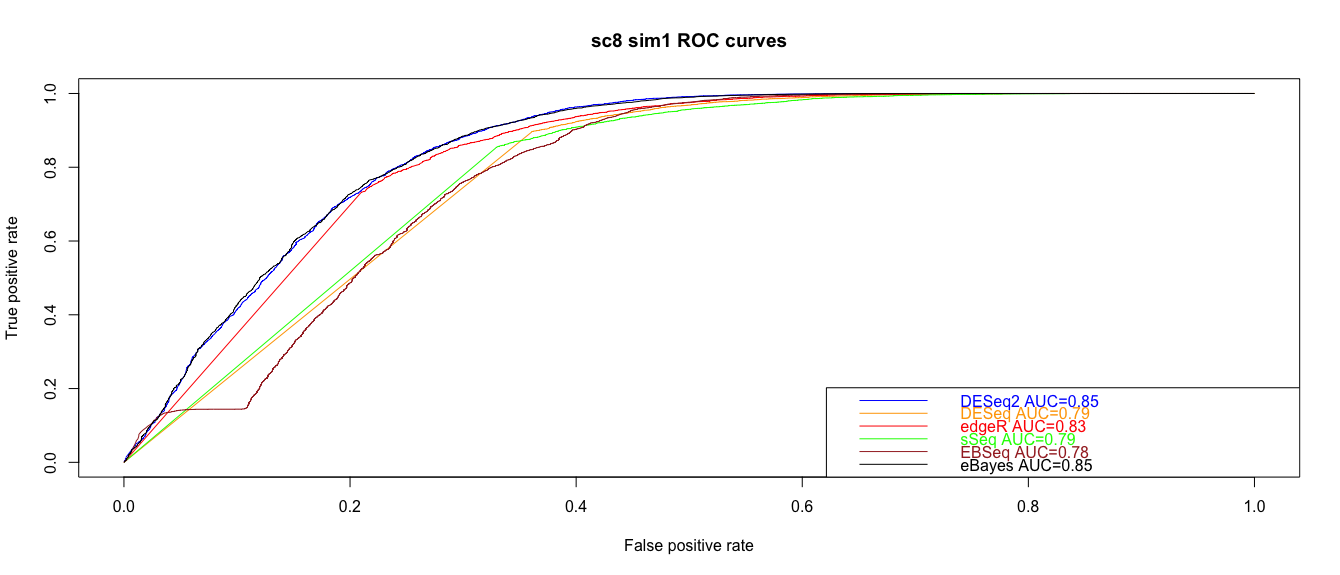 sc8 sim1 ROC curves
True positive rate
1.0
0.8
0.6
0.4
0.2
0.0
DESeq2 AUC=0.85
DESeq AUC=0.79
edgeR AUC=0.83
sSeq AUC=0.79
EBSeq AUC=0.78
eBayes AUC=0.85
0.0 0.2 0.4 0.6 0.8 1.0
False positive rate